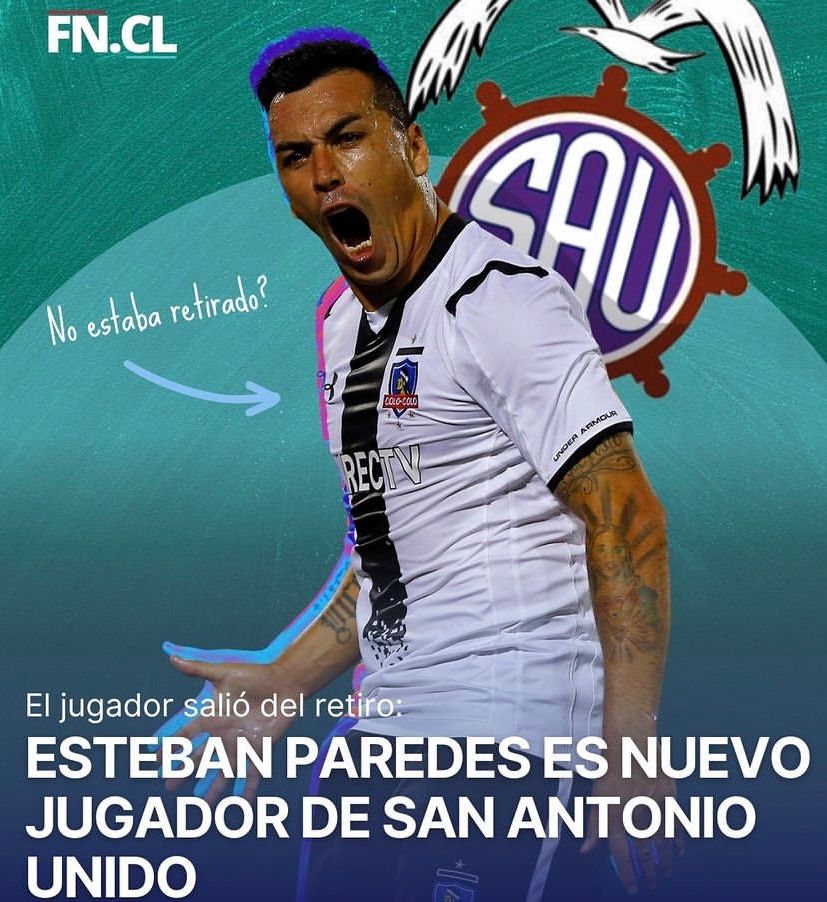 FN.CL
SAU
No estaba retirado?
COLO-COLO
UNDER ARMOUR
RECTV
El jugador salió del retiro:
ESTEBAN PAREDES ES NUEVO
JUGADOR DE SAN ANTONIO
UNIDO